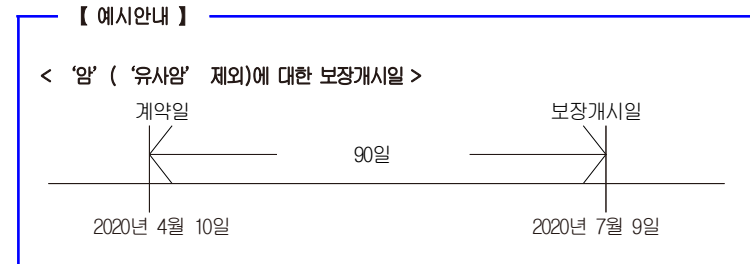 【 예시안내 】
< ‘암’ ( ‘유사암’ 제외)에 대한 보장개시일 >
계약일 보장개시일
90일
2020년 4월 10일 2020년 7월 9일